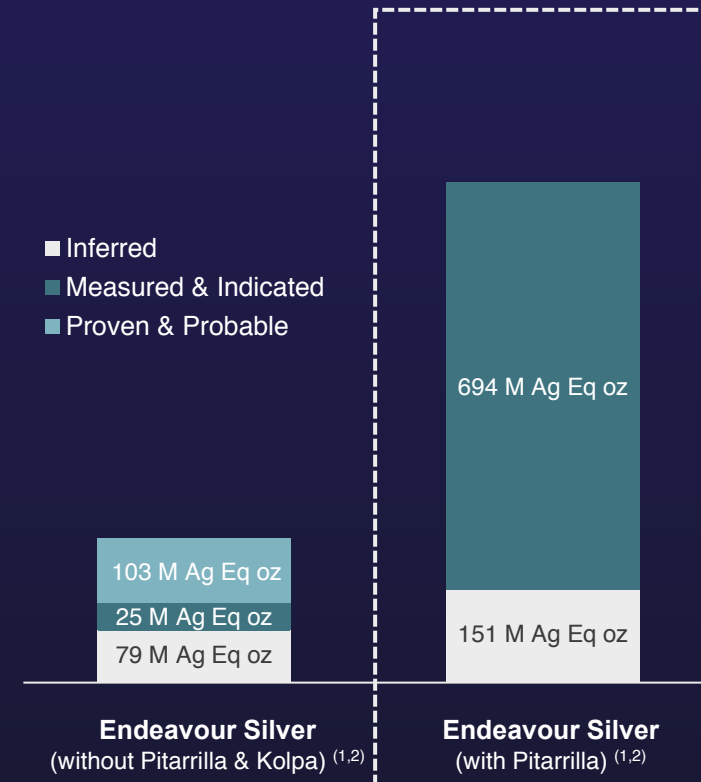 Inferred
Measured & Indicated
Proven & Probable
694 M Ag Eq oz
103 M Ag Eq oz
25 M Ag Eq oz
79 M Ag Eq oz
151 M Ag Eq oz
Endeavour Silver
(without Pitarrilla & Kolpa) (1,2)
Endeavour Silver
(with Pitarrilla) (1,2)